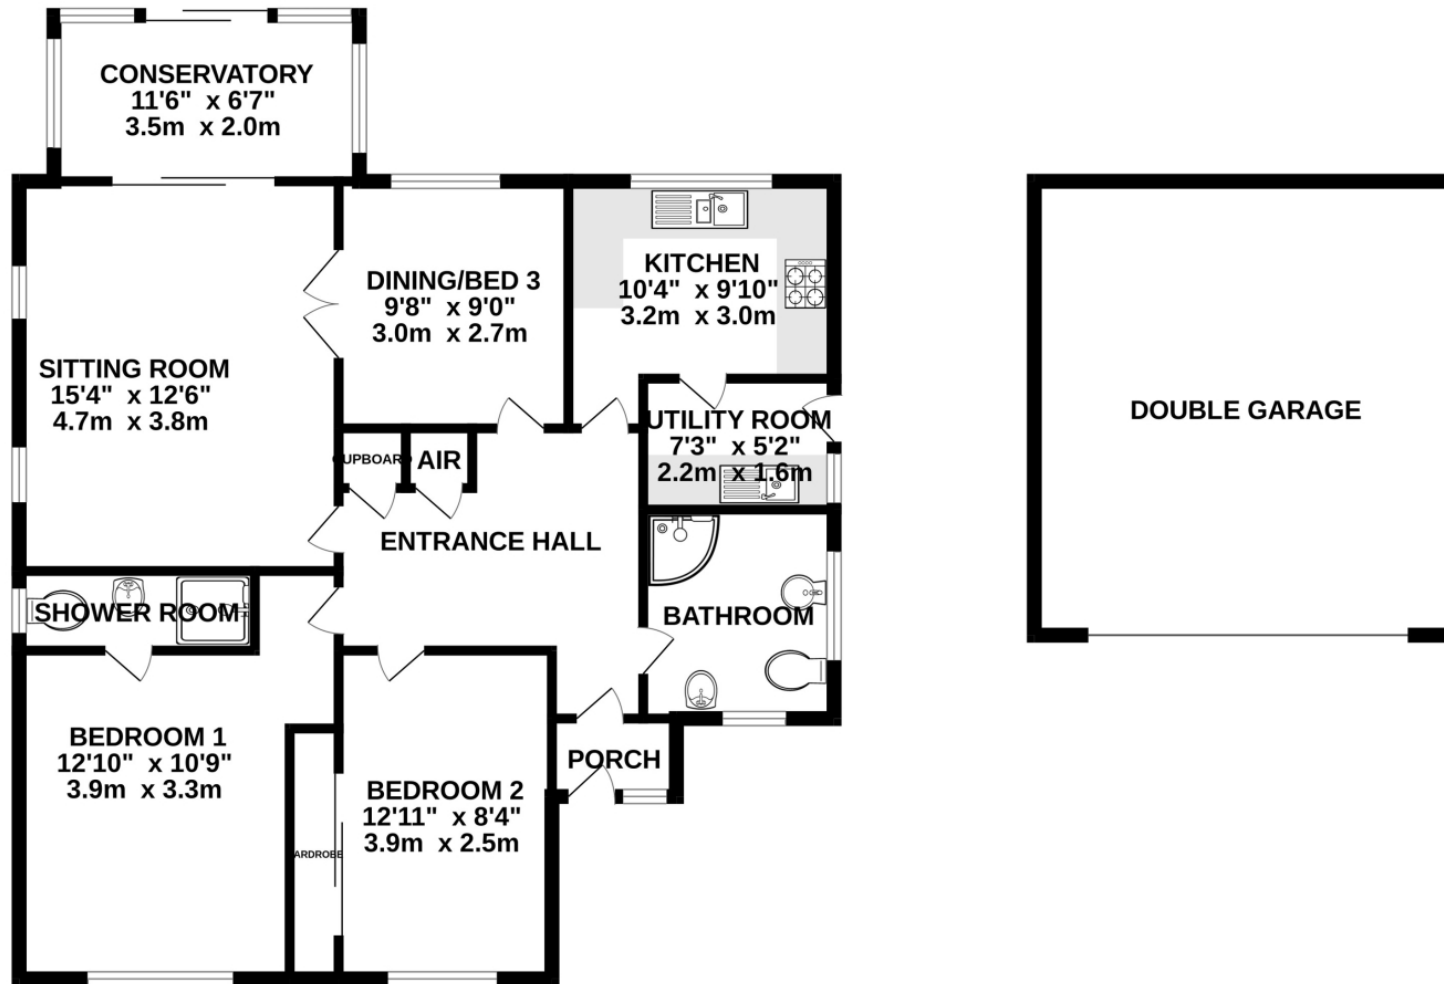 CONSERVATORY
11'6" x 6'7"
3.5m x 2.0m
DINING/BED 3
9'8" x 9'0"
3.0m x 2.7m
KITCHEN
10'4" x 9'10"
3.2m x 3.0m
SITTING ROOM
15'4" x 12'6"
4.7m x 3.8m
UTILITY ROOM
7'3" x 5'2"
2.2m x 1.6m
DOUBLE GARAGE
CUPBOARD
AIR
ENTRANCE HALL
SHOWER ROOM
BATHROOM
BEDROOM 1
12'10" x 10'9"
3.9m x 3.3m
PORCH
BEDROOM 2
12'11" x 8'4"
3.9m x 2.5m
ARDROBE